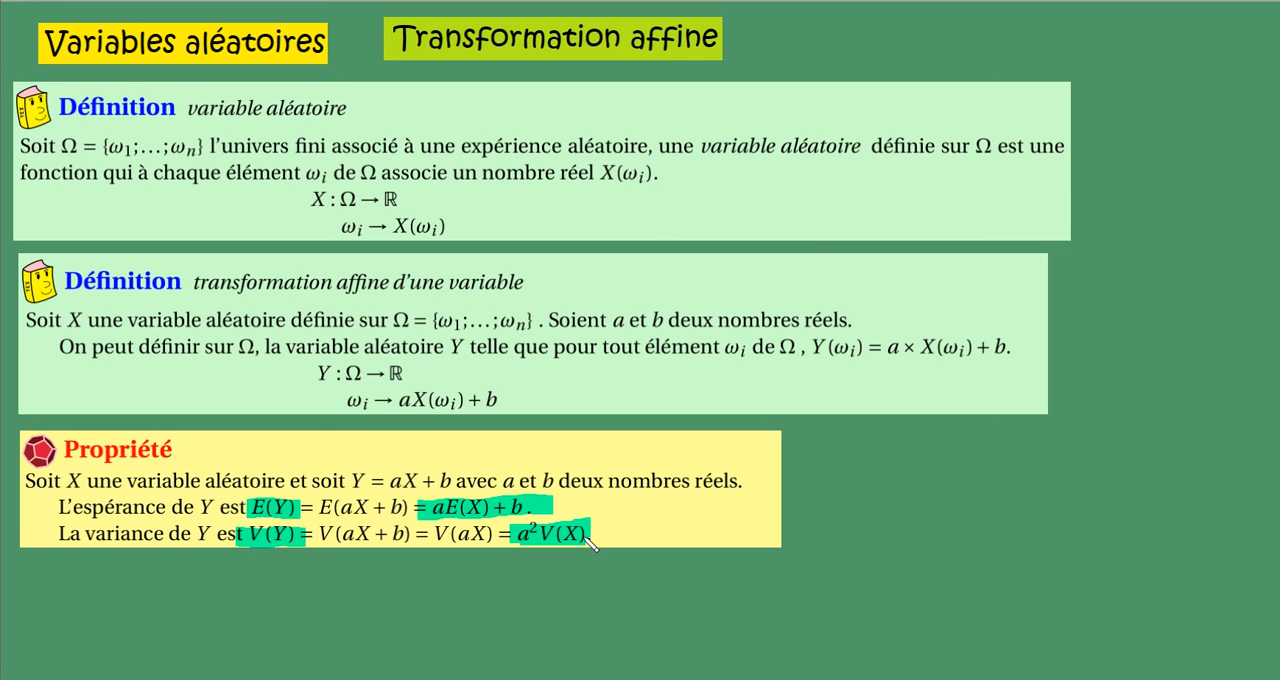 Variables aléatoires
Transformation affine
Définition variable aléatoire
Soit Ω = {ω₁;...;ωₙ} l'univers fini associé à une expérience aléatoire, une variable aléatoire définie sur Ω est une
fonction qui à chaque élément ωᵢ de Ω associe un nombre réel X(ωᵢ).
X : Ω → ℝ
ωᵢ → X(ωᵢ)
Définition transformation affine d'une variable
Soit X une variable aléatoire définie sur Ω = {ω₁;...;ωₙ} . Soient a et b deux nombres réels.
On peut définir sur Ω, la variable aléatoire Y telle que pour tout élément ωᵢ de Ω , Y(ωᵢ) = a × X(ωᵢ) + b.
Y : Ω → ℝ
ωᵢ → aX(ωᵢ) + b
Propriété
Soit X une variable aléatoire et soit Y = aX + b avec a et b deux nombres réels.
L'espérance de Y est E(Y) = E(aX + b) = aE(X) + b .
La variance de Y est V(Y) = V(aX + b) = V(aX) = a²V(X).